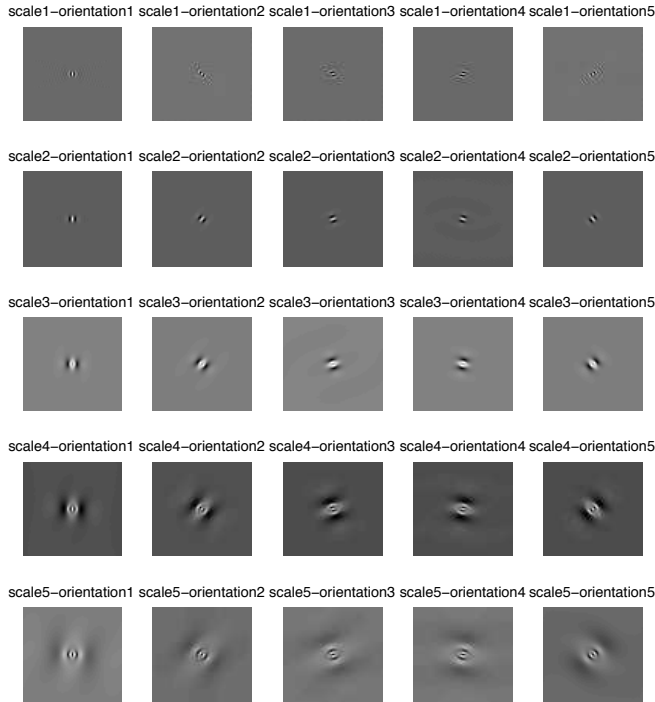 scale1−orientation1 scale1−orientation2 scale1−orientation3 scale1−orientation4 scale1−orientation5
scale2−orientation1 scale2−orientation2 scale2−orientation3 scale2−orientation4 scale2−orientation5
scale3−orientation1 scale3−orientation2 scale3−orientation3 scale3−orientation4 scale3−orientation5
scale4−orientation1 scale4−orientation2 scale4−orientation3 scale4−orientation4 scale4−orientation5
scale5−orientation1 scale5−orientation2 scale5−orientation3 scale5−orientation4 scale5−orientation5